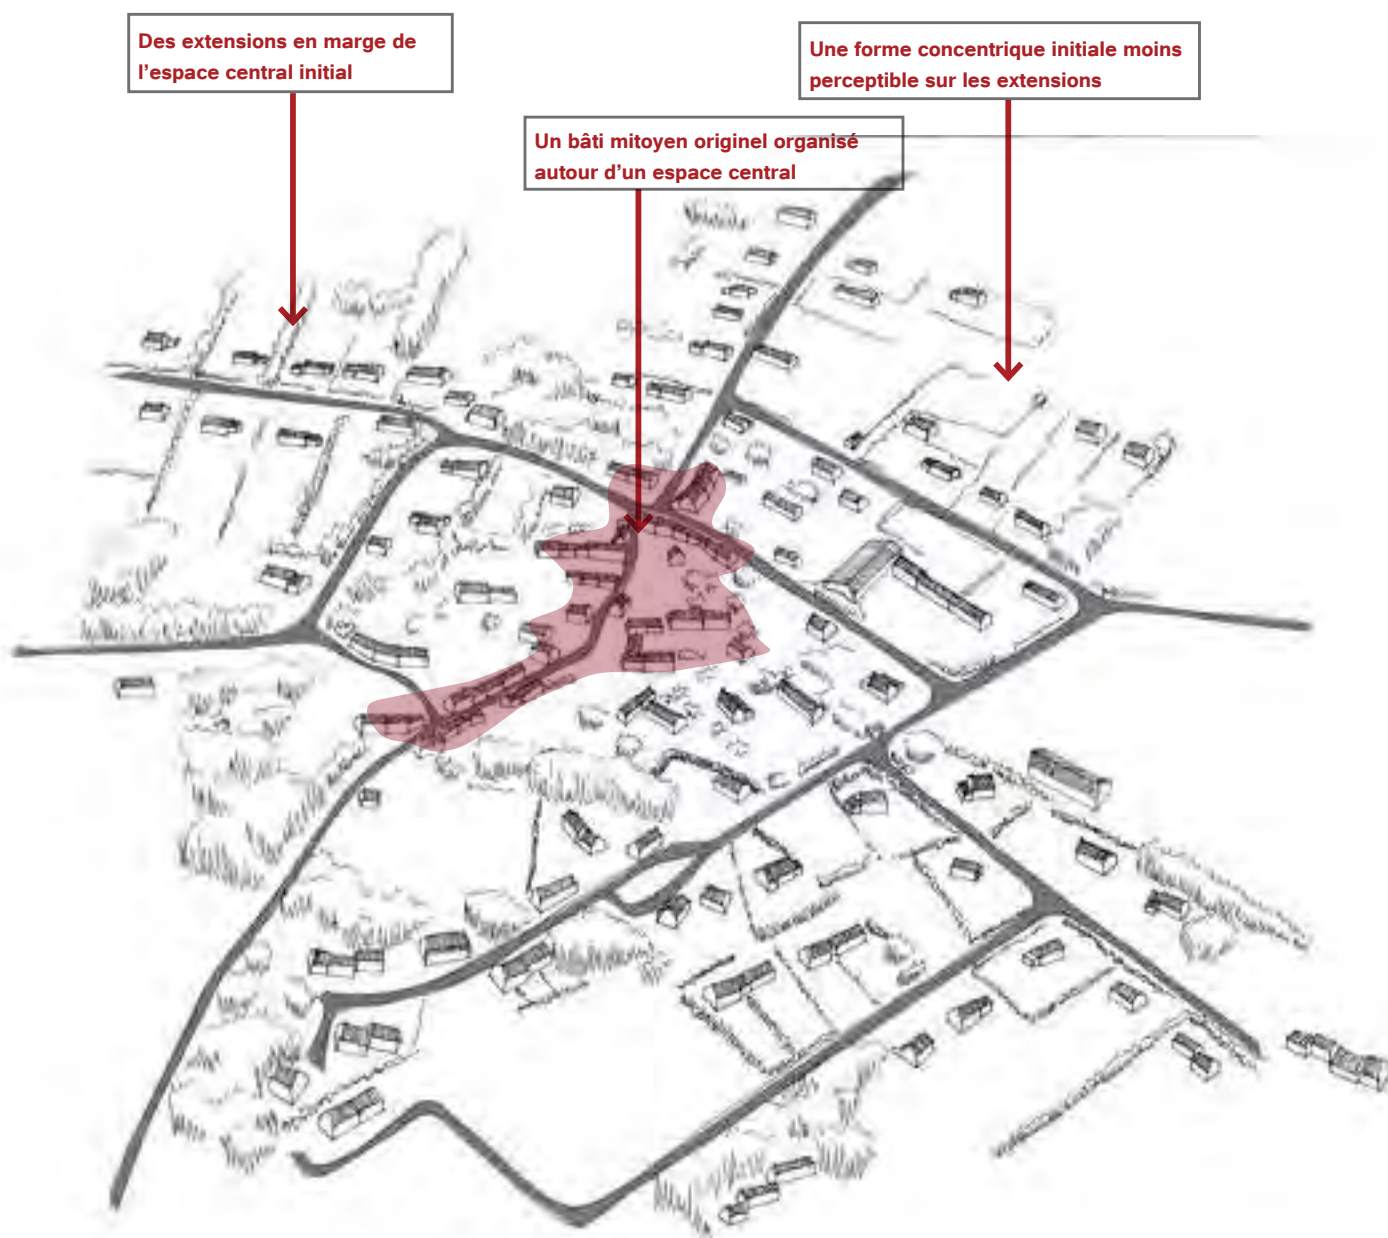 Des extensions en marge de
l’espace central initial
Une forme concentrique initiale moins
perceptible sur les extensions
Un bâti mitoyen originel organisé
autour d’un espace central